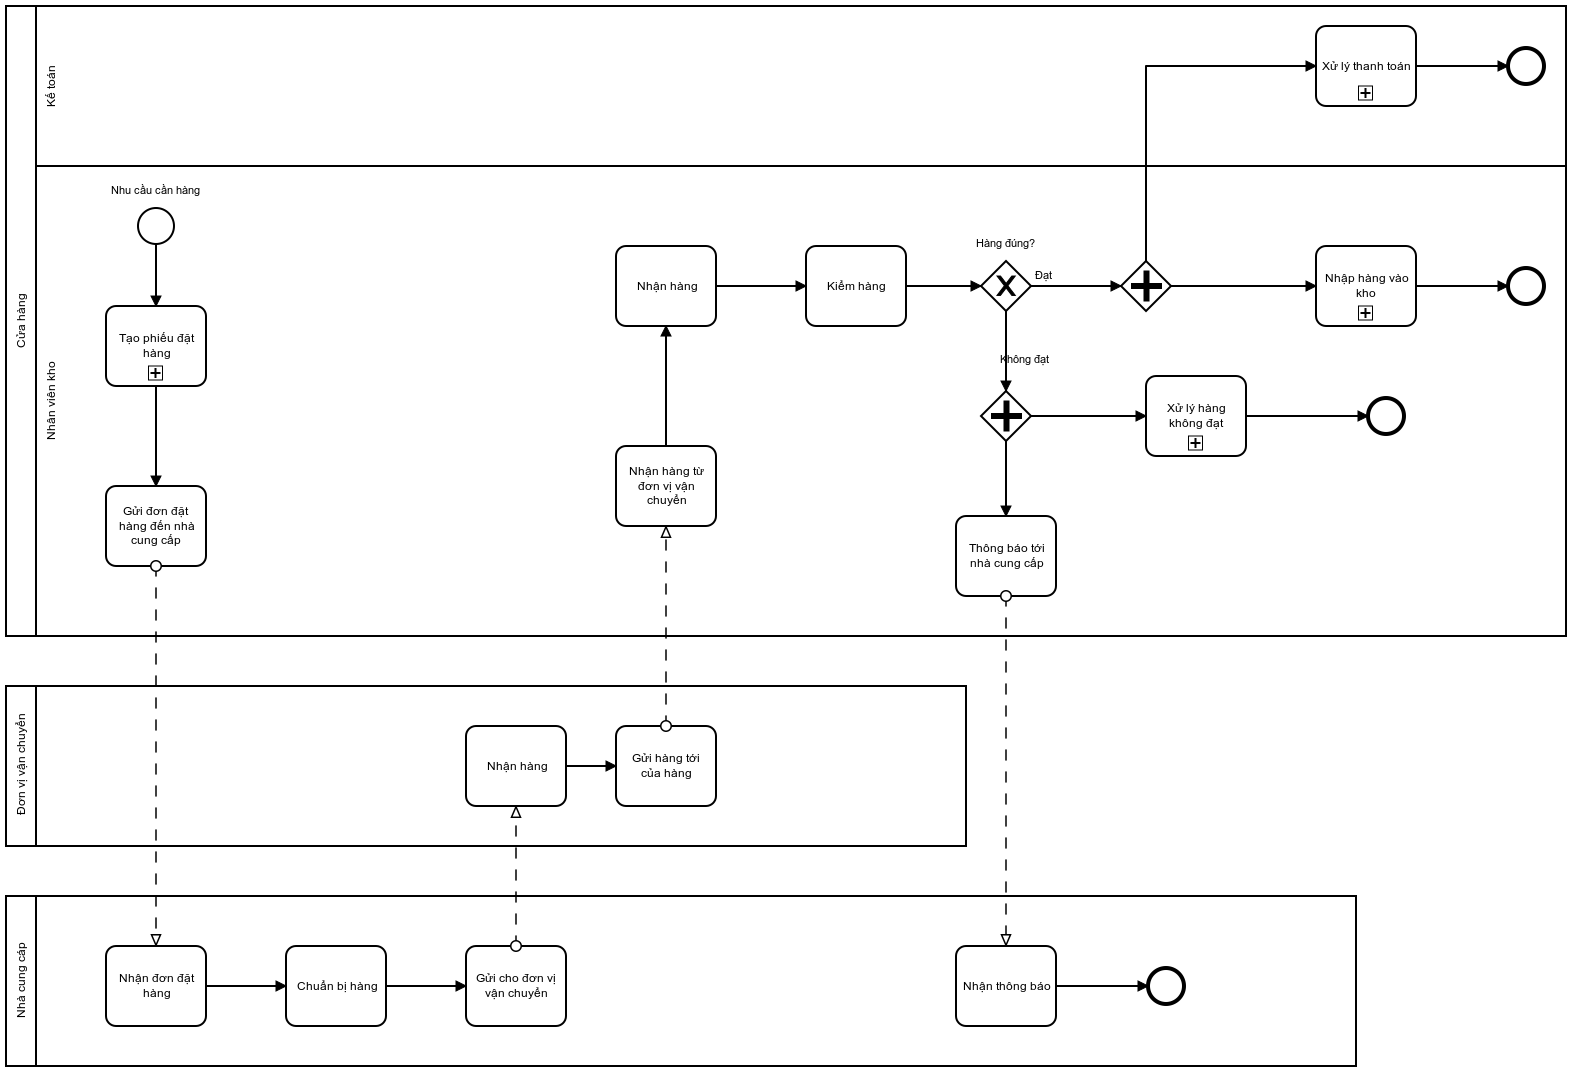 Kế toán
Xử lý thanh toán
Cửa hàng
Nhân viên kho
Nhu cầu cần hàng
Tạo phiếu đặt
hàng
Gửi đơn đặt
hàng đến nhà
cung cấp
Nhận hàng
Kiểm hàng
Hàng đúng?
Đạt
Nhập hàng vào
kho
Không đạt
Xử lý hàng
không đạt
Nhận hàng từ
đơn vị vận
chuyển
Thông báo tới
nhà cung cấp
Đơn vị vận chuyển
Nhận hàng
Gửi hàng tới
của hàng
Nhà cung cáp
Nhận đơn đặt
hàng
Chuẩn bị hàng
Gửi cho đơn vị
vận chuyển
Nhận thông báo